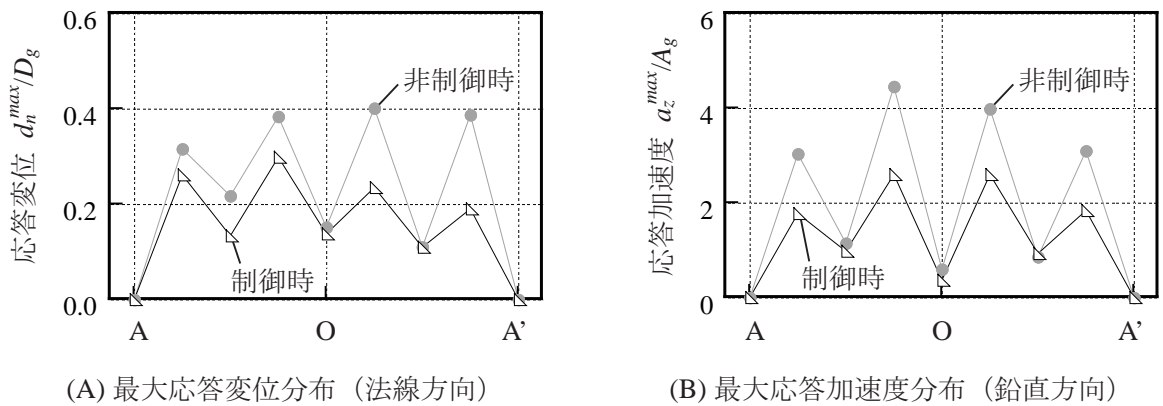 0.6
0.4
0.2
0.0
応答変位 d_n^max/D_g
非制御時
制御時
A O A’
(A) 最大応答変位分布（法線方向）
6
4
2
0
応答加速度 a_z^max/A_g
非制御時
制御時
A O A’
(B) 最大応答加速度分布（鉛直方向）